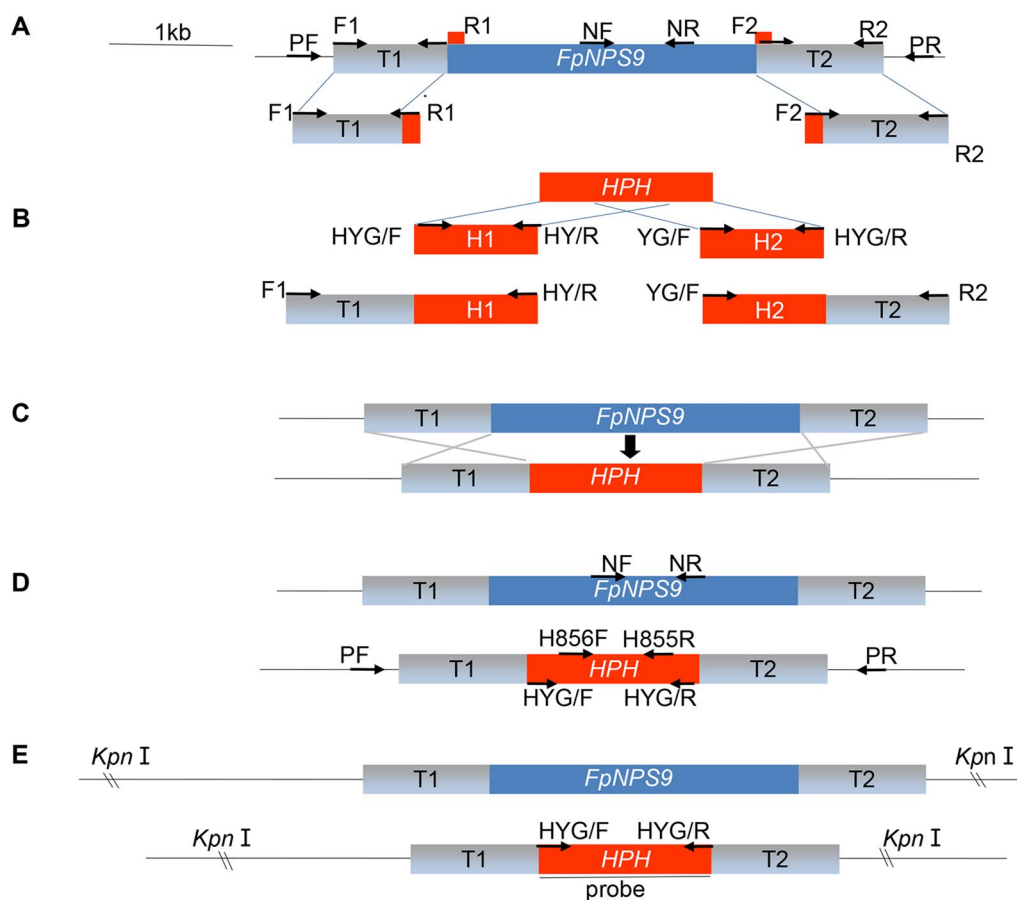 A
1kb
PF F1 R1 NF NR F2 R2 PR
T1 FpNPS9 T2
F1 R1 F2 R2
T1 T2
B
HPH
HYG/F H1 HY/R YG/F H2 HYG/R
F1 T1 H1 HY/R YG/F H2 T2 R2
C
T1 FpNPS9 T2
T1 HPH T2
D
NF NR
T1 FpNPS9 T2
PF H856F H855R PR
T1 HPH T2
HYG/F HYG/R
E
Kpn I Kpn I
T1 FpNPS9 T2
Kpn I HYG/F HYG/R Kpn I
T1 HPH T2
probe